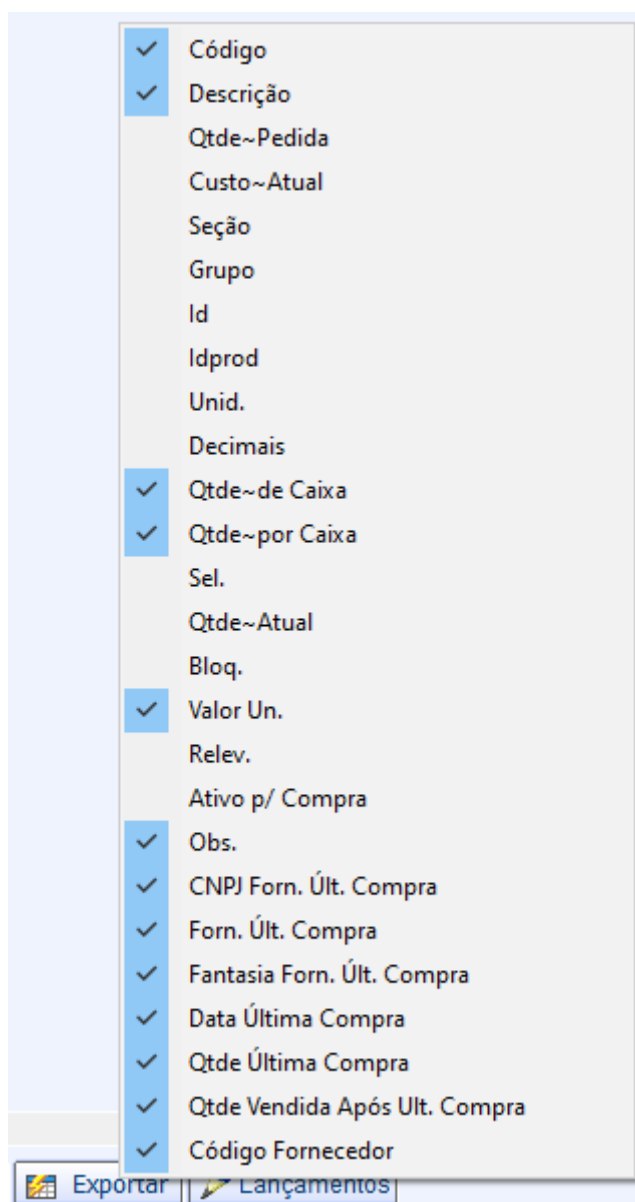 Código
Descrição
Qtde~Pedida
Custo~Atual
Seção
Grupo
Id
Idprod
Unid.
Decimais
Qtde~de Caixa
Qtde~por Caixa
Sel.
Qtde~Atual
Bloq.
Valor Un.
Relev.
Ativo p/ Compra
Obs.
CNPJ Forn. Últ. Compra
Forn. Últ. Compra
Fantasia Forn. Últ. Compra
Data Última Compra
Qtde Última Compra
Qtde Vendida Após Ult. Compra
Código Fornecedor
Exportar Lançamentos